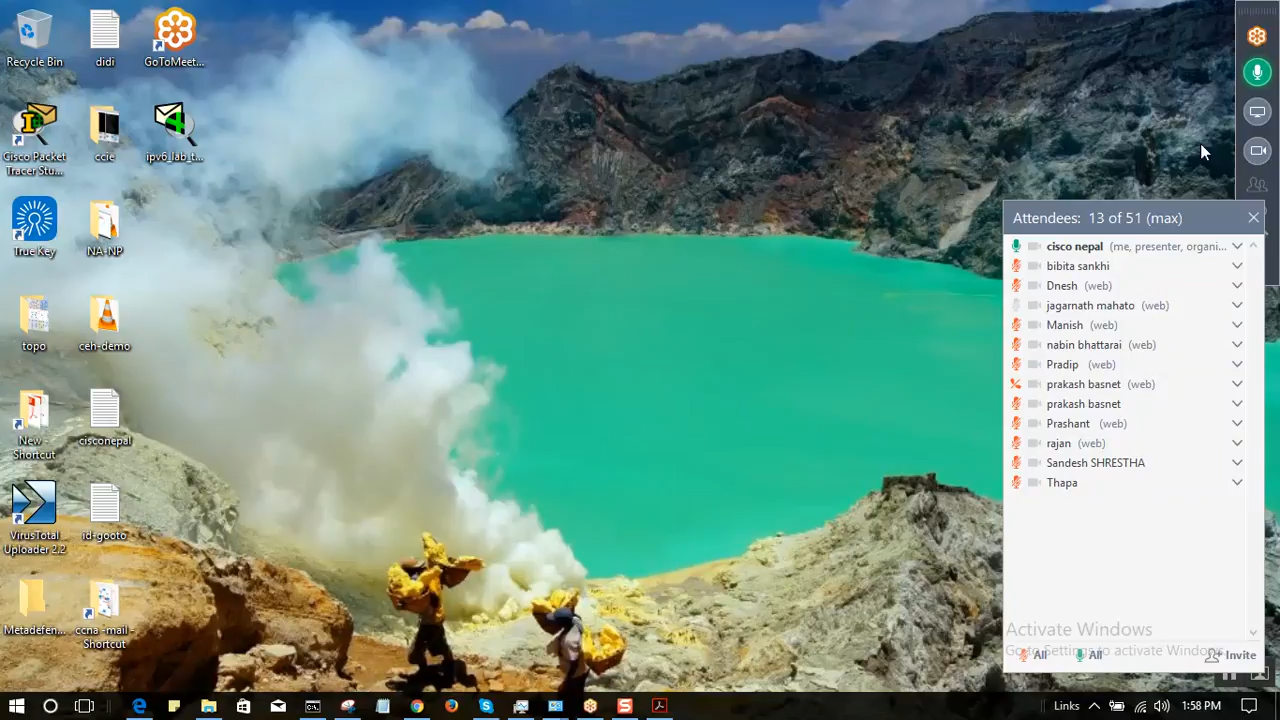 Recycle Bin
didi
GoToMeet...
Cisco Packet
Tracer Stu...
ccie
ipv6_lab_t...
True Key
NA-NP
topo
ceh-demo
New -
Shortcut
cisconepal
VirusTotal
Uploader 2.2
id-gooto
Metadefen...
ccna -mail -
Shortcut
Attendees: 13 of 51 (max)
cisco nepal (me, presenter, organi...
bibita sankhi
Dnesh (web)
jagarnath mahato (web)
Manish (web)
nabin bhattarai (web)
Pradip (web)
prakash basnet (web)
prakash basnet
Prashant (web)
rajan (web)
Sandesh SHRESTHA
Thapa
Activate Windows
Go to Settings to activate Windows.
All All Invite
Links 1:58 PM